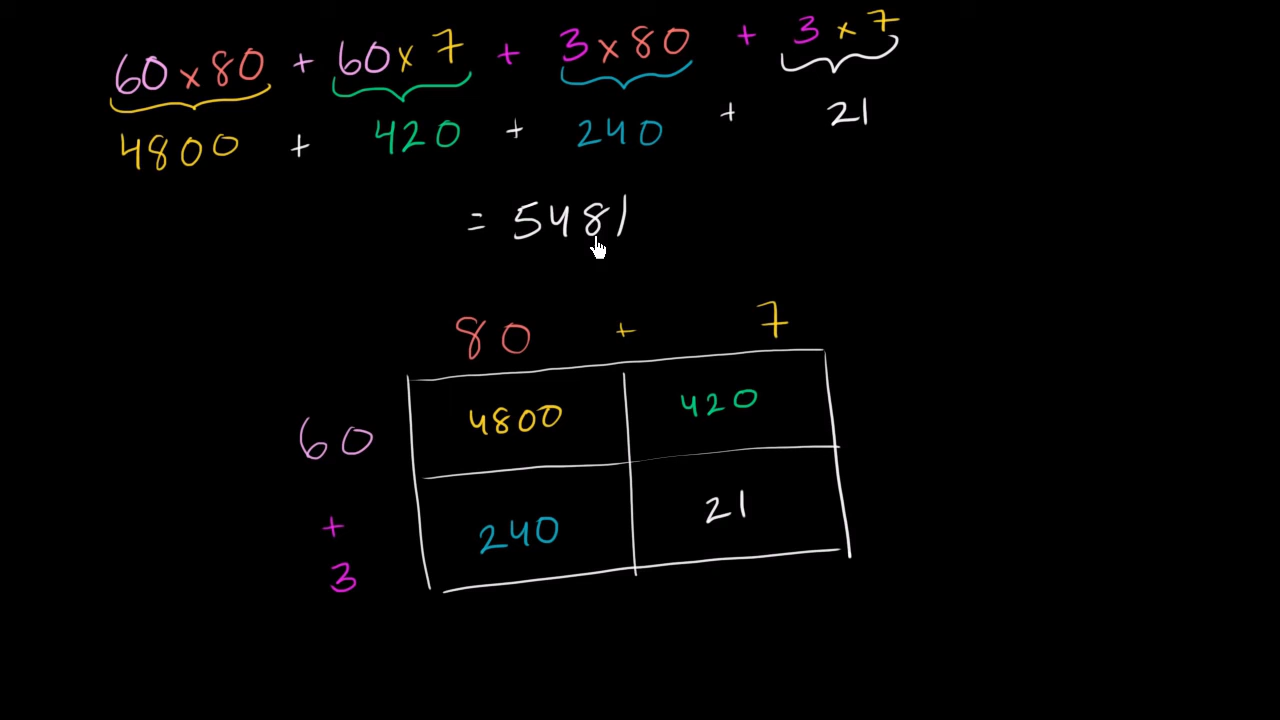 60 x 80 + 60 x 7 + 3 x 80 + 3 x 7
4800 + 420 + 240 + 21
= 5481
80 + 7
60 4800 420
+
3 240 21